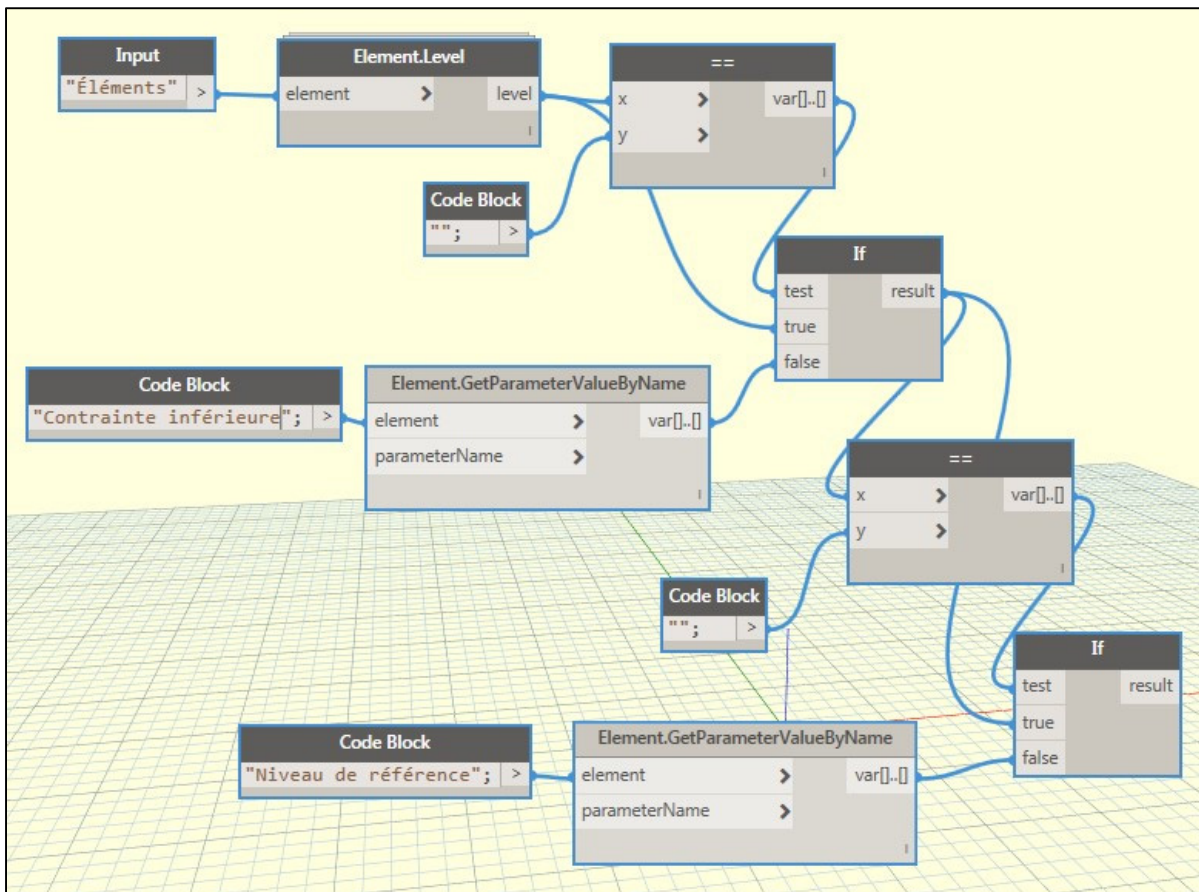 Input
"Éléments" >
Element.Level
element > level
l
==
x > var[]..[]
y >
l
Code Block
""; >
If
test result
true
false
Code Block
"Contrainte inférieure"; >
Element.GetParameterValueByName
element > var[]..[]
parameterName >
l
==
x > var[]..[]
y >
l
Code Block
""; >
If
test result
true
false
Code Block
"Niveau de référence"; >
Element.GetParameterValueByName
element > var[]..[]
parameterName >
l